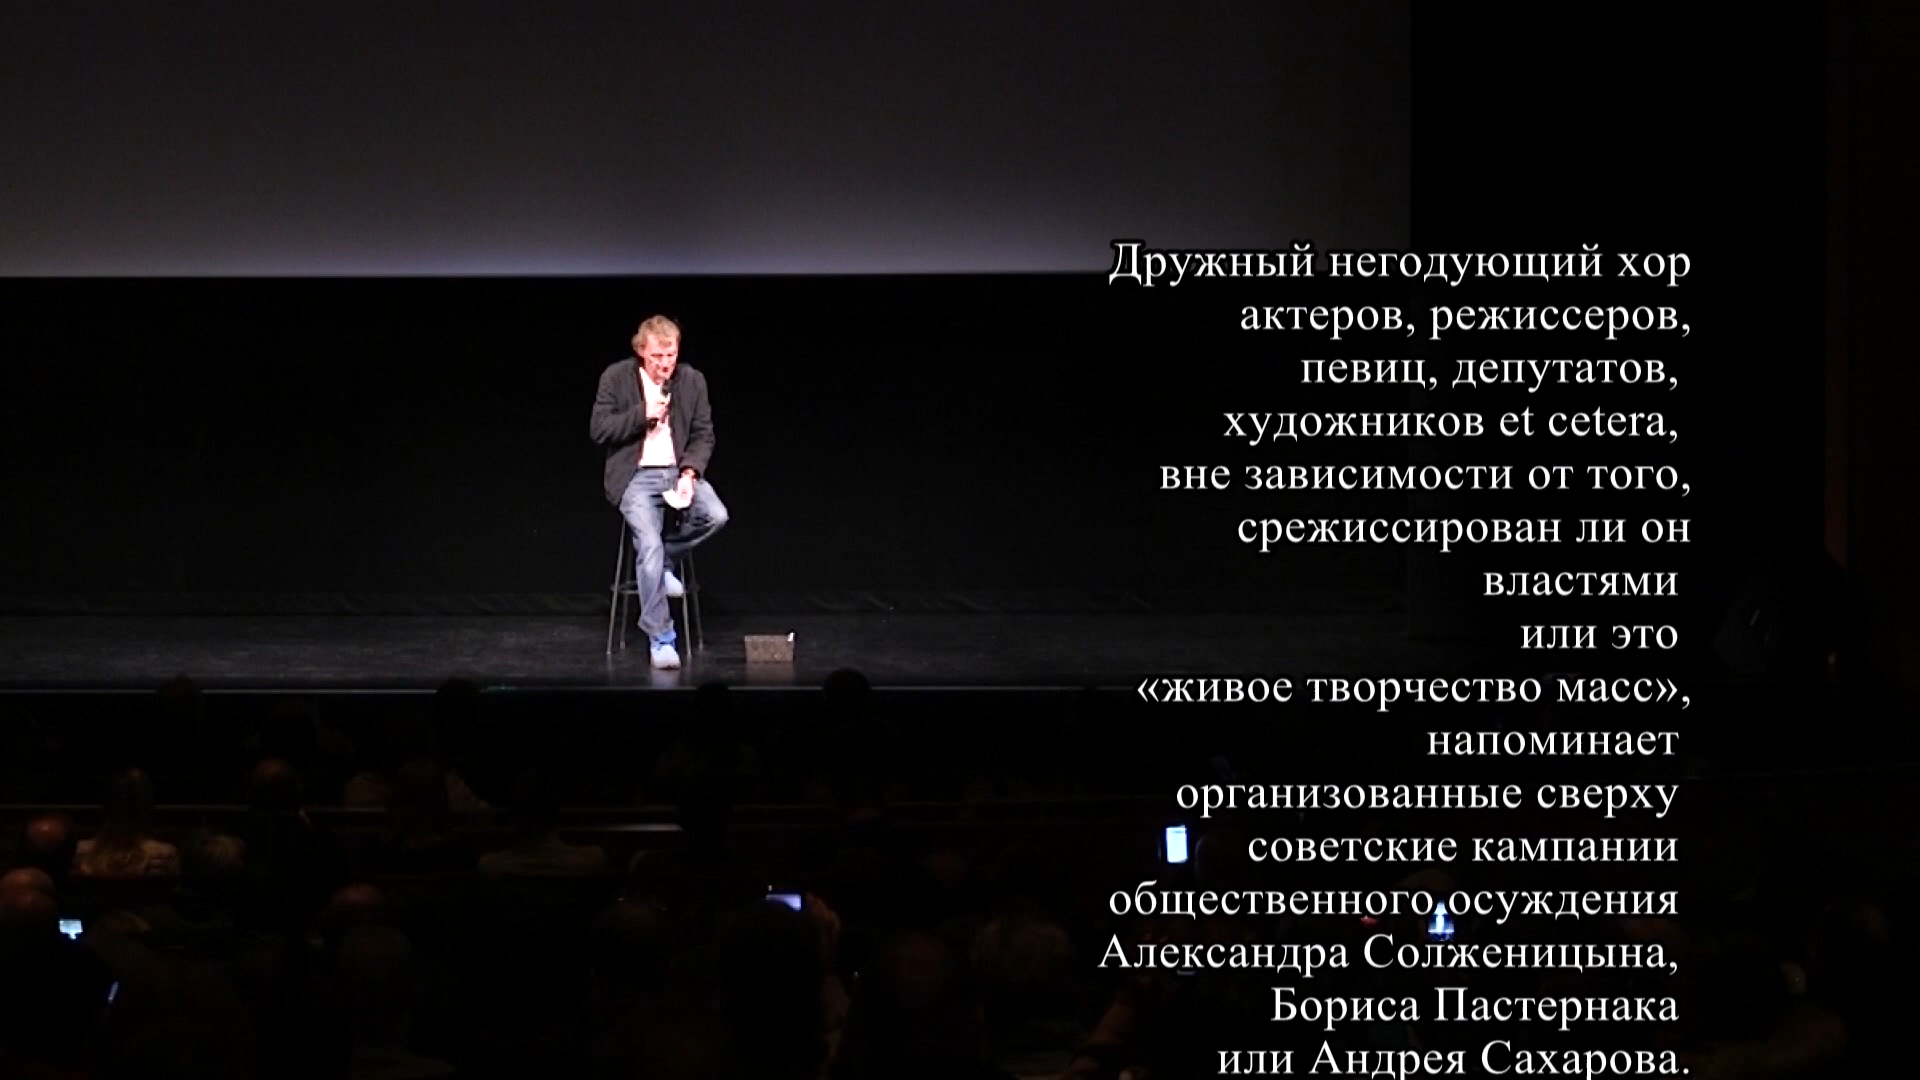 Дружный негодующий хор
актеров, режиссеров,
певиц, депутатов,
художников et cetera,
вне зависимости от того,
срежиссирован ли он
властями
или это
«живое творчество масс»,
напоминает
организованные сверху
советские кампании
общественного осуждения
Александра Солженицына,
Бориса Пастернака
или Андрея Сахарова.